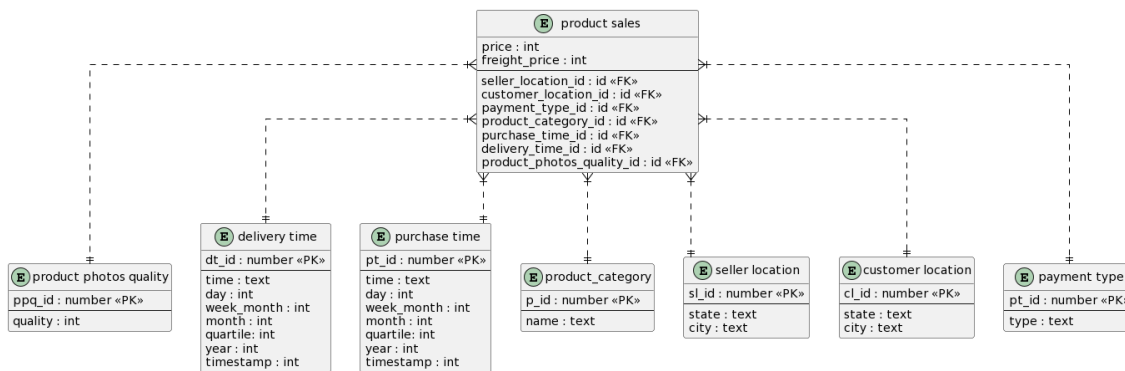 E product sales
price : int
freight_price : int
seller_location_id : id «FK»
customer_location_id : id «FK»
payment_type_id : id «FK»
product_category_id : id «FK»
purchase_time_id : id «FK»
delivery_time_id : id «FK»
product_photos_quality_id : id «FK»
E product photos quality
ppq_id : number «PK»
quality : int
E delivery time
dt_id : number «PK»
time : text
day : int
week_month : int
month : int
quartile: int
year : int
timestamp : int
E purchase time
pt_id : number «PK»
time : text
day : int
week_month : int
month : int
quartile: int
year : int
timestamp : int
E product_category
p_id : number «PK»
name : text
E seller location
sl_id : number «PK»
state : text
city : text
E customer location
cl_id : number «PK»
state : text
city : text
E payment type
pt_id : number «PK»
type : text